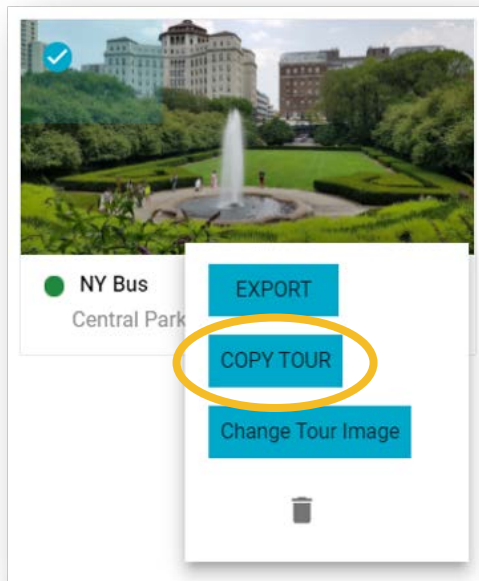 NY Bus
Central Park
EXPORT
COPY TOUR
Change Tour Image